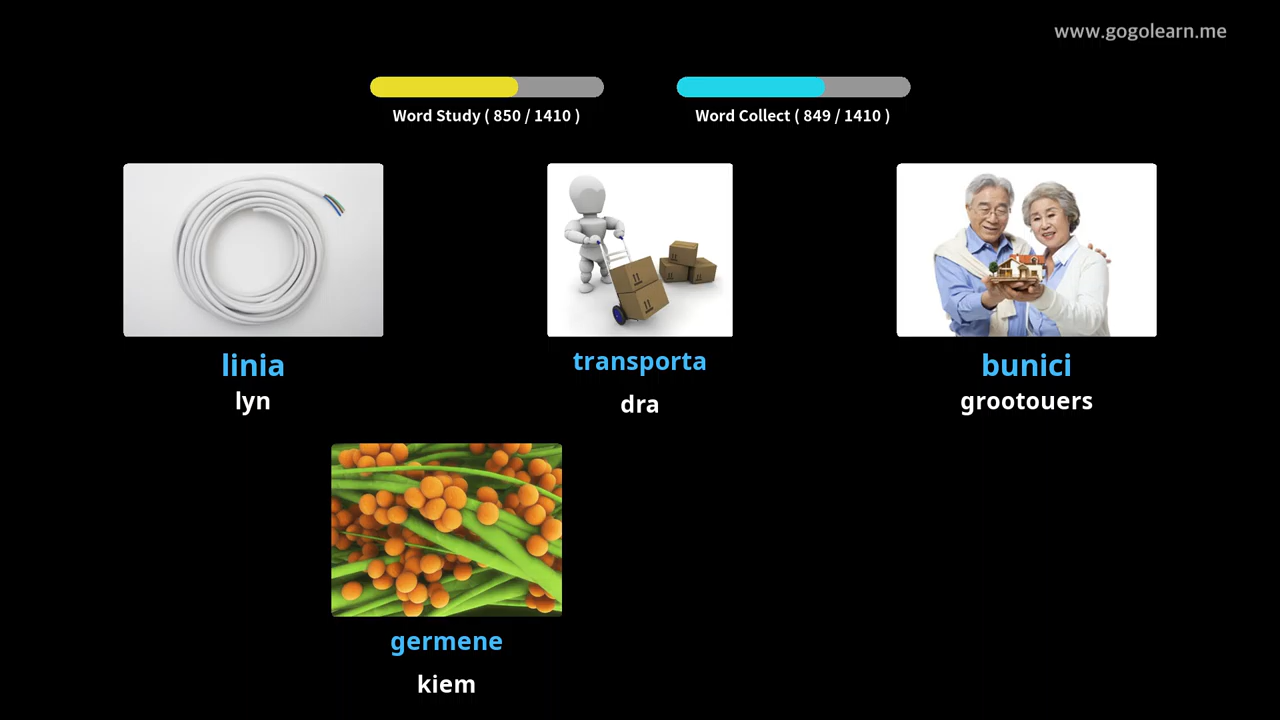 www.gogolearn.me
Word Study ( 850 / 1410 )
Word Collect ( 849 / 1410 )
linia
lyn
transporta
dra
bunici
grootouers
germene
kiem